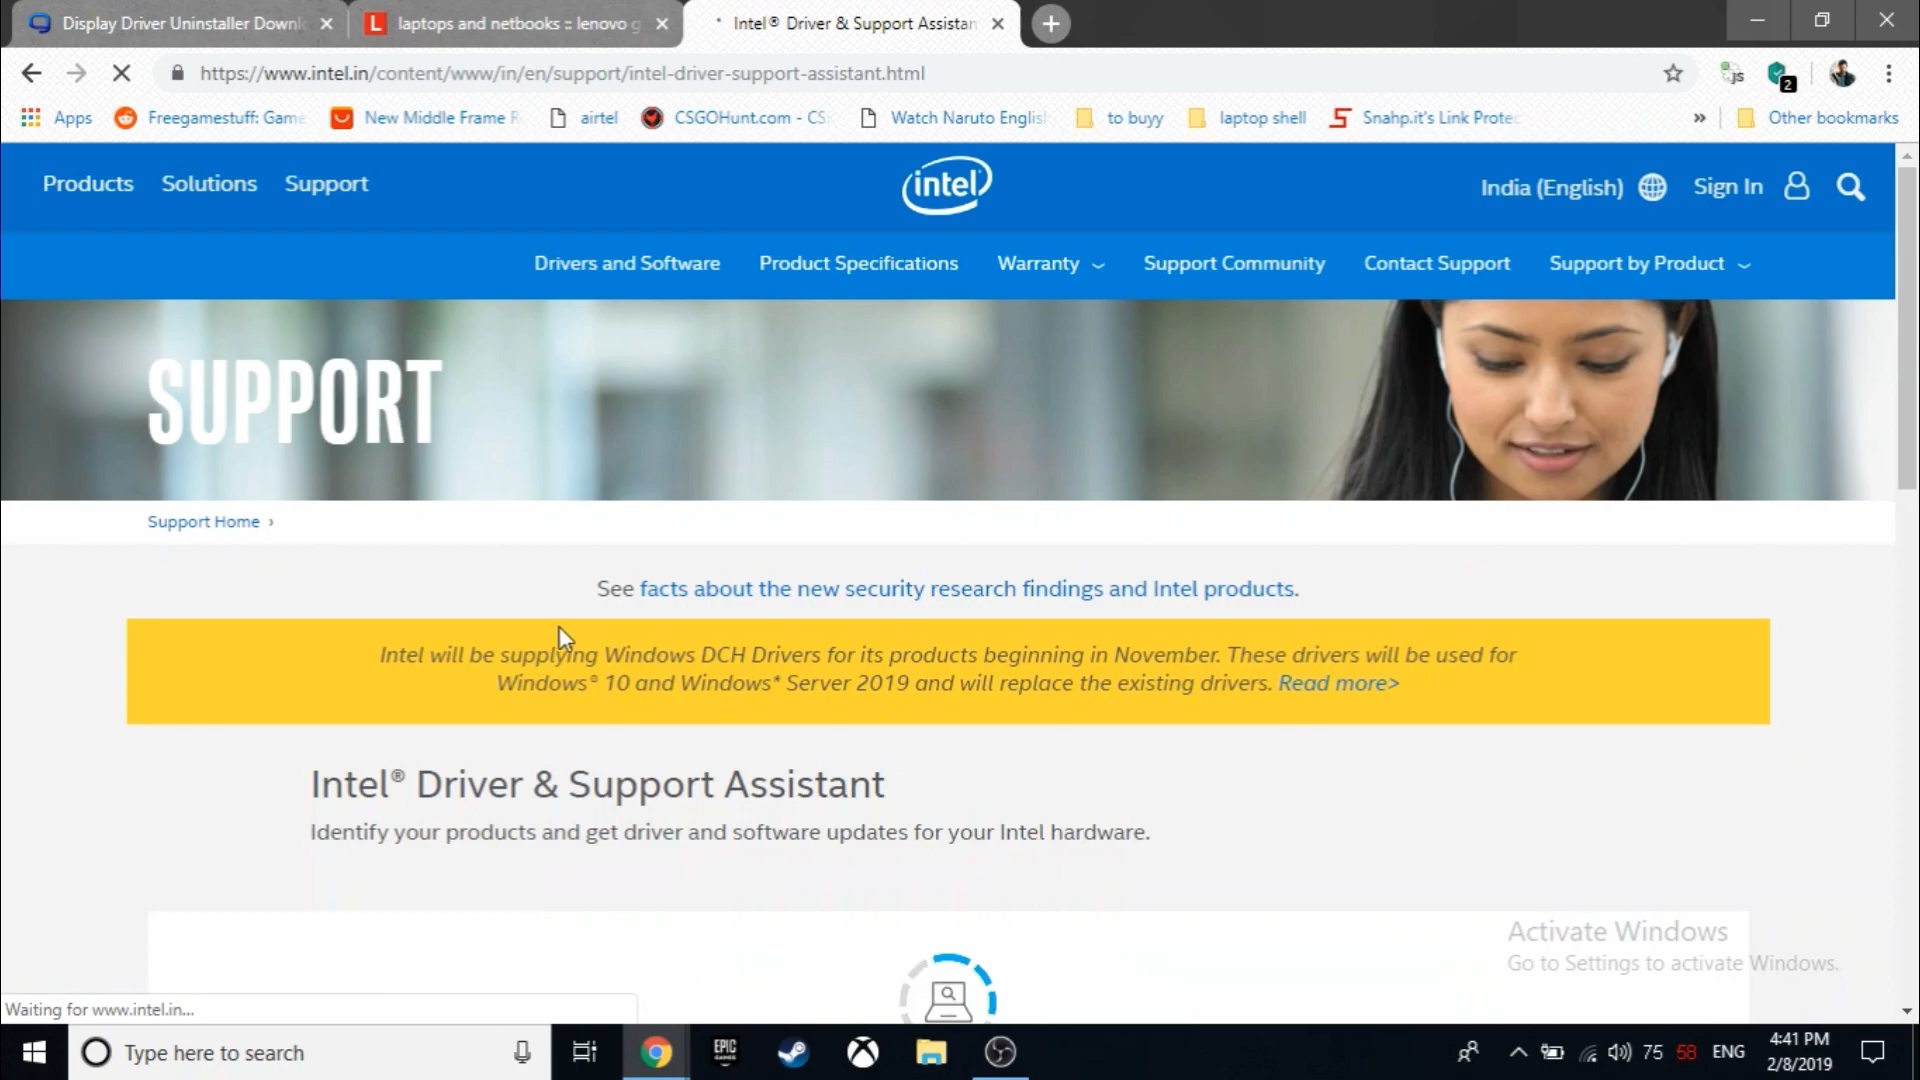 Display Driver Uninstaller Downl
laptops and netbooks :: lenovo g
Intel® Driver & Support Assistan
https://www.intel.in/content/www/in/en/support/intel-driver-support-assistant.html
JS
2
Apps
Freegamestuff: Game
New Middle Frame R
airtel
CSGOHunt.com - CS
Watch Naruto English
to buyy
laptop shell
Snahp.it's Link Protec
»
Other bookmarks
Products
Solutions
Support
intel
India (English)
Sign In
Drivers and Software
Product Specifications
Warranty
Support Community
Contact Support
Support by Product
SUPPORT
Support Home ›
See facts about the new security research findings and Intel products.
Intel will be supplying Windows DCH Drivers for its products beginning in November. These drivers will be used for
Windows® 10 and Windows* Server 2019 and will replace the existing drivers. Read more>
Intel® Driver & Support Assistant
Identify your products and get driver and software updates for your Intel hardware.
Activate Windows
Go to Settings to activate Windows.
Waiting for www.intel.in...
Type here to search
EPIC
GAMES
75
58
ENG
4:41 PM
2/8/2019